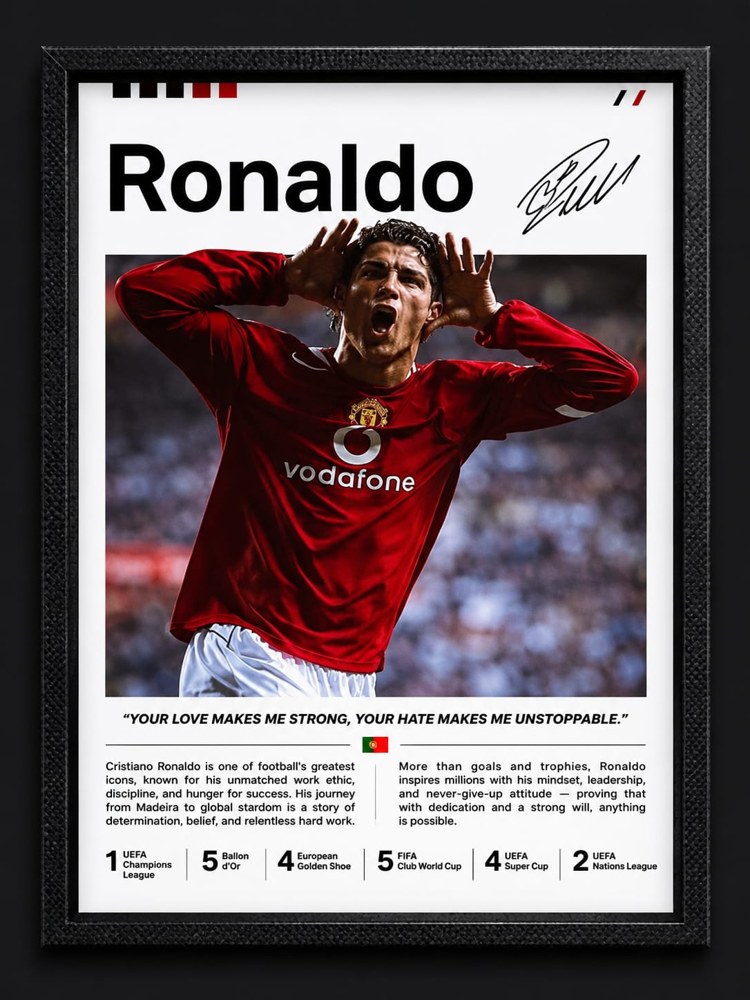 Ronaldo
vodafone
“YOUR LOVE MAKES ME STRONG, YOUR HATE MAKES ME UNSTOPPABLE.”
Cristiano Ronaldo is one of football's greatest
icons, known for his unmatched work ethic,
discipline, and hunger for success. His journey
from Madeira to global stardom is a story of
determination, belief, and relentless hard work.
More than goals and trophies, Ronaldo
inspires millions with his mindset, leadership,
and never-give-up attitude — proving that
with dedication and a strong will, anything
is possible.
1 UEFA
Champions
League
5 Ballon
d'Or
4 European
Golden Shoe
5 FIFA
Club World Cup
4 UEFA
Super Cup
2 UEFA
Nations League